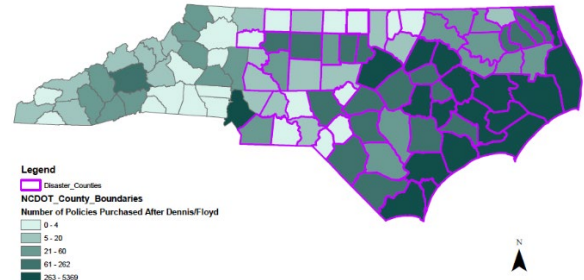 Legend
Disaster_Counties
NCDOT_County_Boundaries
Number of Policies Purchased After Dennis/Floyd
0 - 4
5 - 20
21 - 60
61 - 262
263 - 5369
N